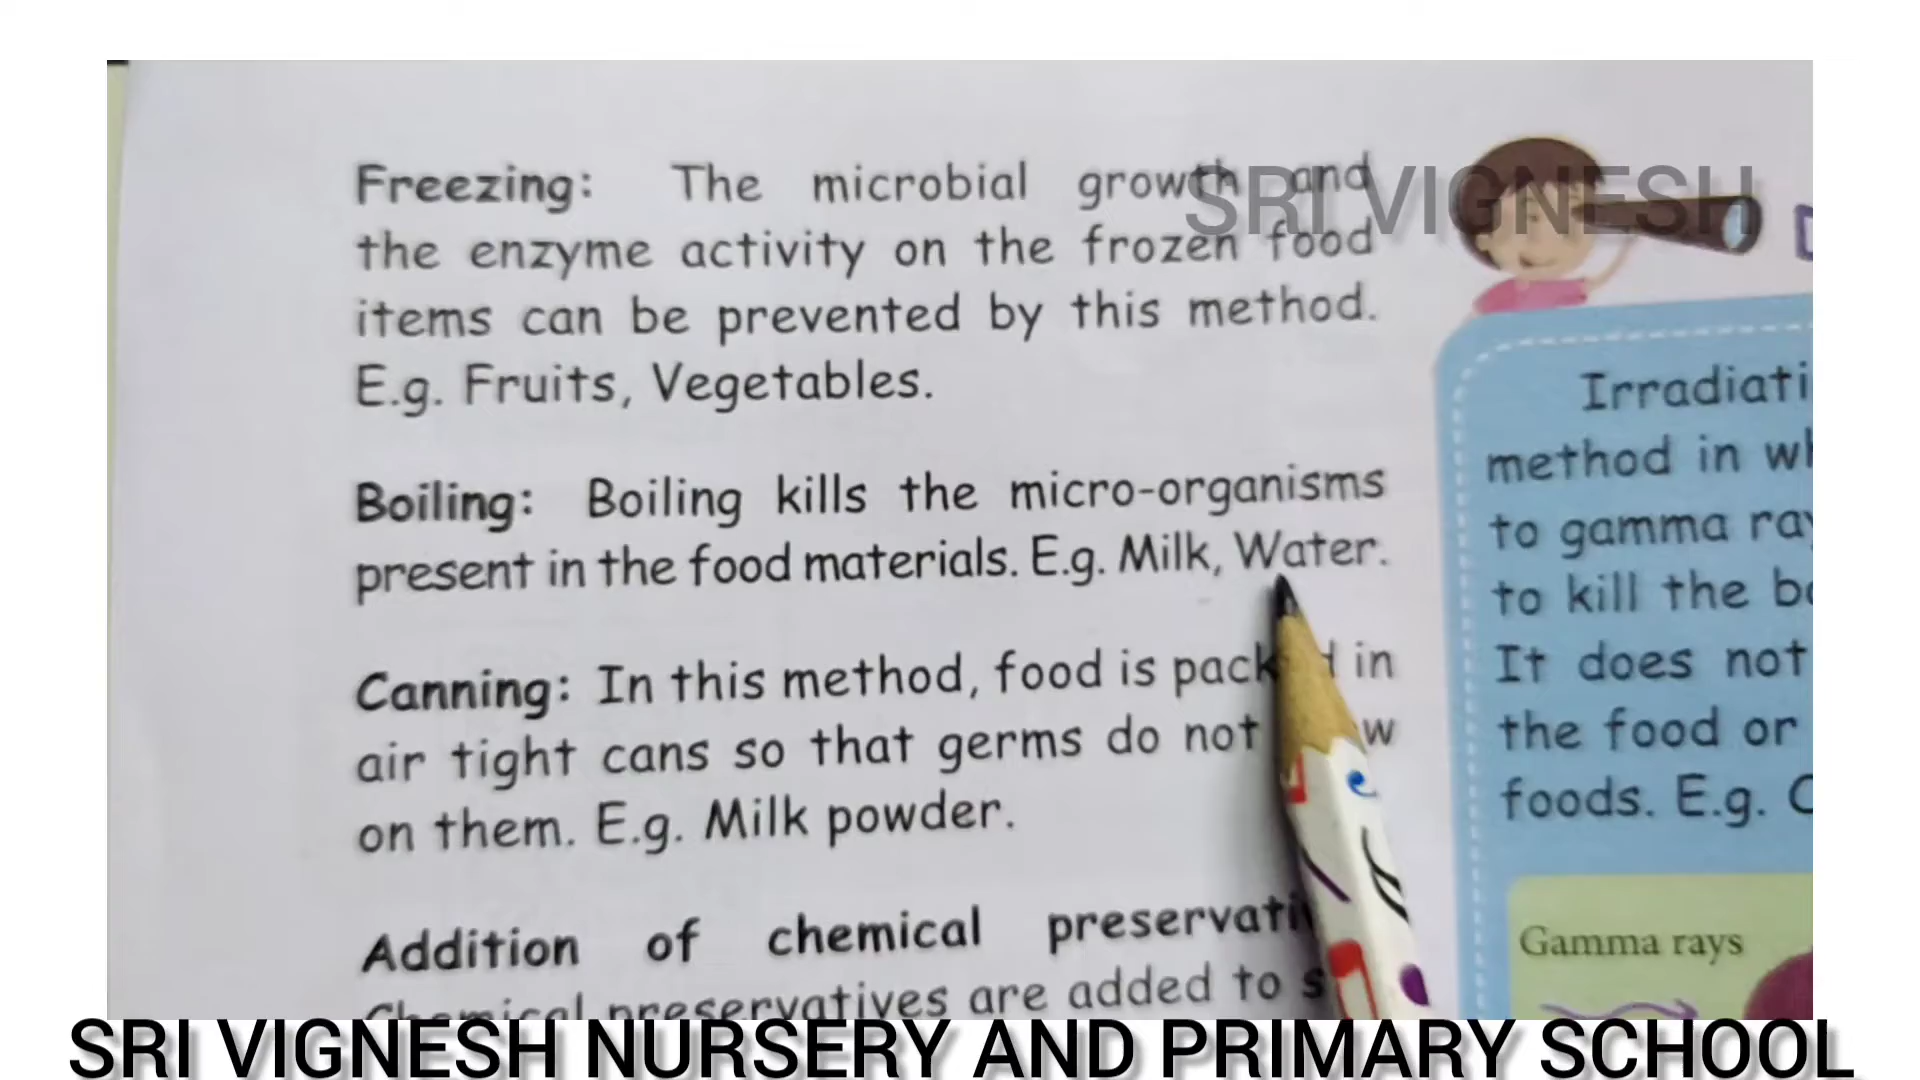 Freezing: The microbial growth and
the enzyme activity on the frozen food
items can be prevented by this method.
E.g. Fruits, Vegetables.
Boiling: Boiling kills the micro-organisms
present in the food materials. E.g. Milk, Water.
Canning: In this method, food is in
air tight cans so that germs do not
on them. E.g. Milk powder.
Addition of chemical
Chemical preservatives are added to
SRI VIGNESH
Irradiati
method in
to gamma
to kill the
It does not
the food or
foods. E.g.
Gamma rays
SRI VIGNESH NURSERY AND PRIMARY SCHOOL